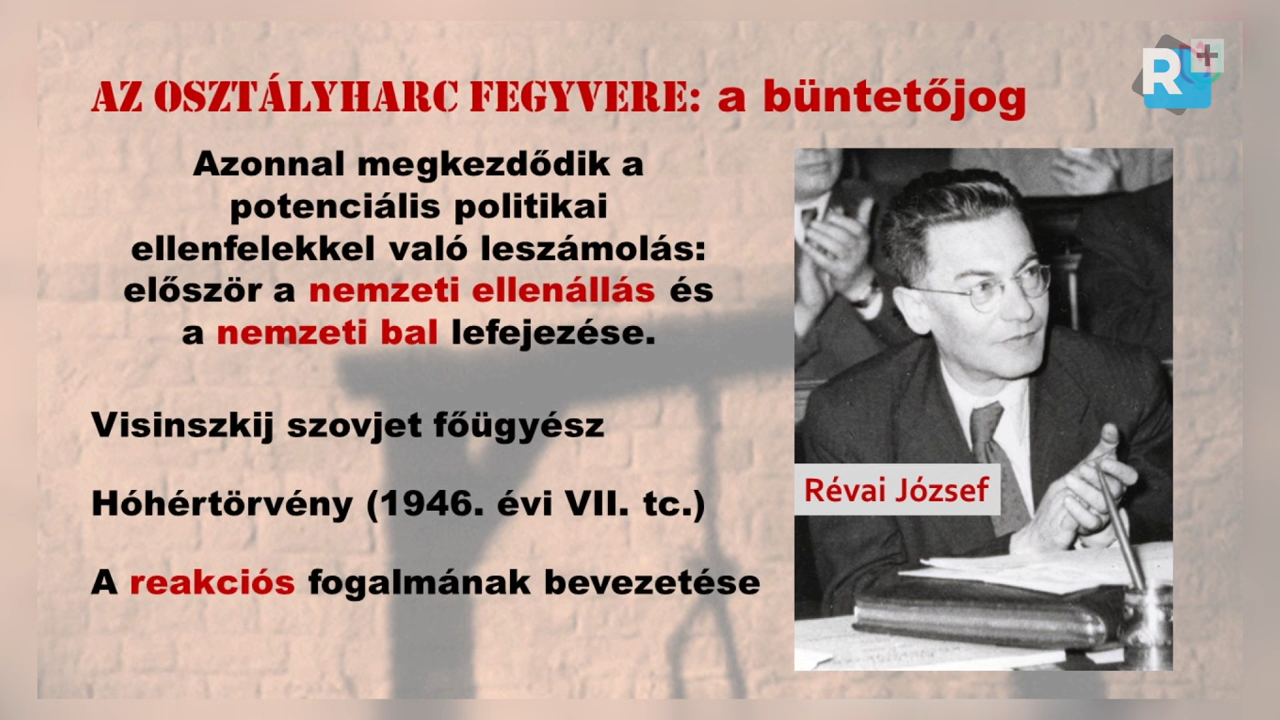 AZ OSZTÁLYHARC FEGYVERE: a büntetőjog
Azonnal megkezdődik a
potenciális politikai
ellenfelekkel való leszámolás:
először a nemzeti ellenállás és
a nemzeti bal lefejezése.
Visinszkij szovjet főügyész
Hóhértörvény (1946. évi VII. tc.)
A reakciós fogalmának bevezetése
Révai József
R+